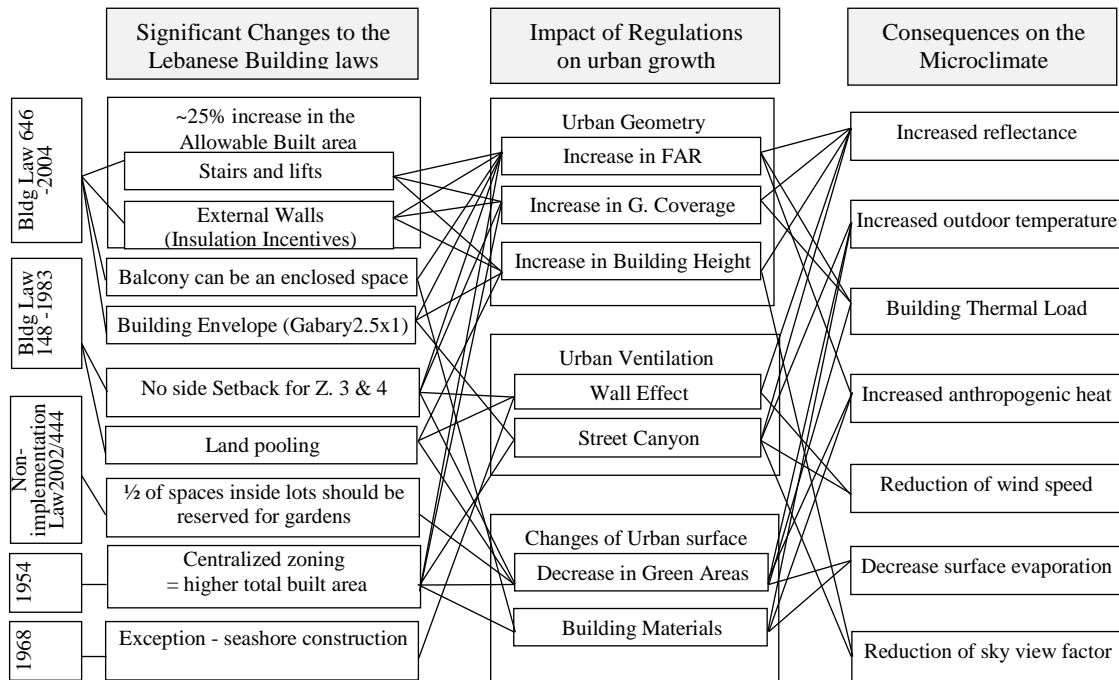 Significant Changes to the
Lebanese Building laws
Impact of Regulations
on urban growth
Consequences on the
Microclimate
Bldg Law 646
-2004
Bldg Law
148 -1983
Non-
implementation
Law2002/444
1954
1968
~25% increase in the
Allowable Built area
Stairs and lifts
External Walls
(Insulation Incentives)
Balcony can be an enclosed space
Building Envelope (Gabary2.5x1)
No side Setback for Z. 3 & 4
Land pooling
½ of spaces inside lots should be
reserved for gardens
Centralized zoning
= higher total built area
Exception - seashore construction
Urban Geometry
Increase in FAR
Increase in G. Coverage
Increase in Building Height
Urban Ventilation
Wall Effect
Street Canyon
Changes of Urban surface
Decrease in Green Areas
Building Materials
Increased reflectance
Increased outdoor temperature
Building Thermal Load
Increased anthropogenic heat
Reduction of wind speed
Decrease surface evaporation
Reduction of sky view factor